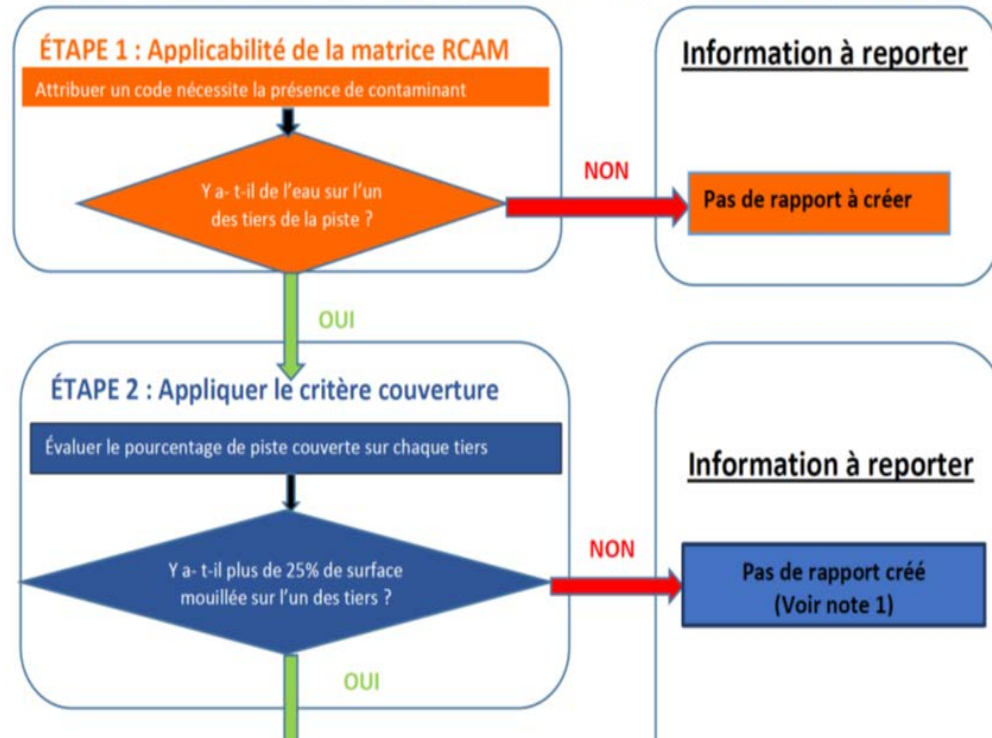 ÉTAPE 1 : Applicabilité de la matrice RCAM
Attribuer un code nécessite la présence de contaminant
Y a- t-il de l'eau sur l'un
des tiers de la piste ?
NON
Information à reporter
Pas de rapport à créer
OUI
ÉTAPE 2 : Appliquer le critère couverture
Évaluer le pourcentage de piste couverte sur chaque tiers
Y a- t-il plus de 25% de surface
mouillée sur l'un des tiers ?
NON
Information à reporter
Pas de rapport créé
(Voir note 1)
OUI